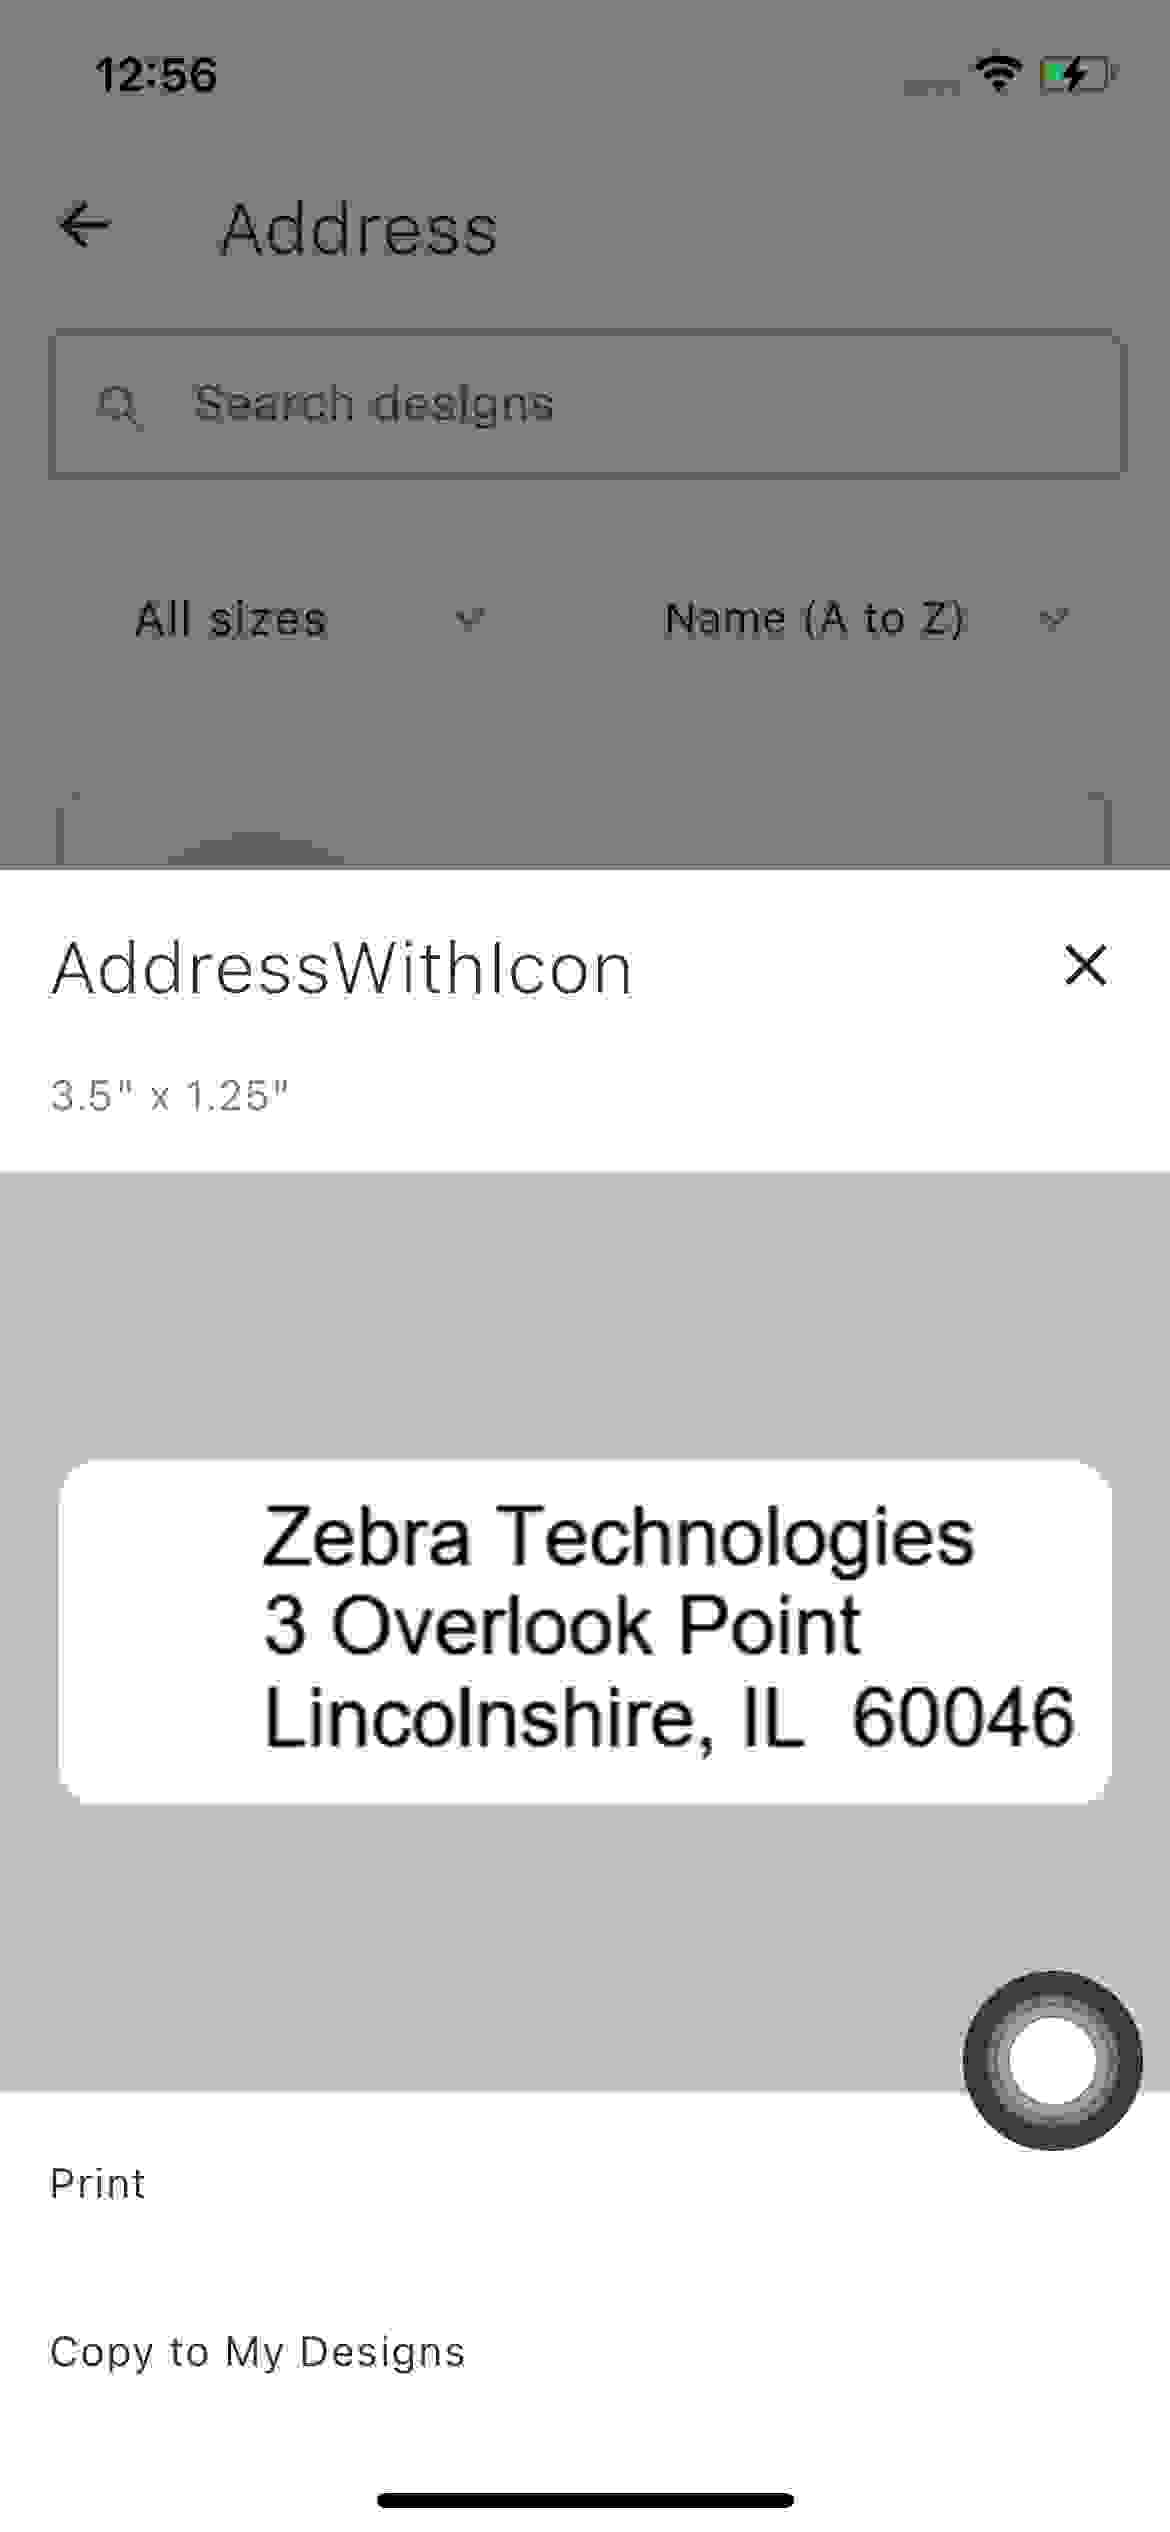 12:56
Address
Search designs
All sizes
Name (A to Z)
AddressWithIcon
3.5" x 1.25"
Zebra Technologies
3 Overlook Point
Lincolnshire, IL  60046
Print
Copy to My Designs